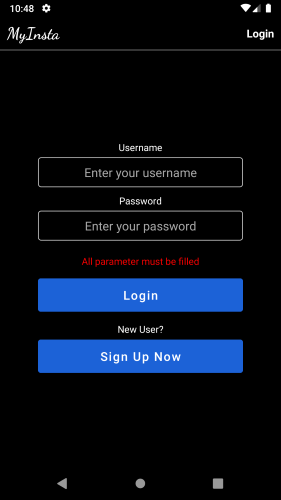 10:48
MyInsta
Login
Username
Enter your username
Password
Enter your password
All parameter must be filled
Login
New User?
Sign Up Now